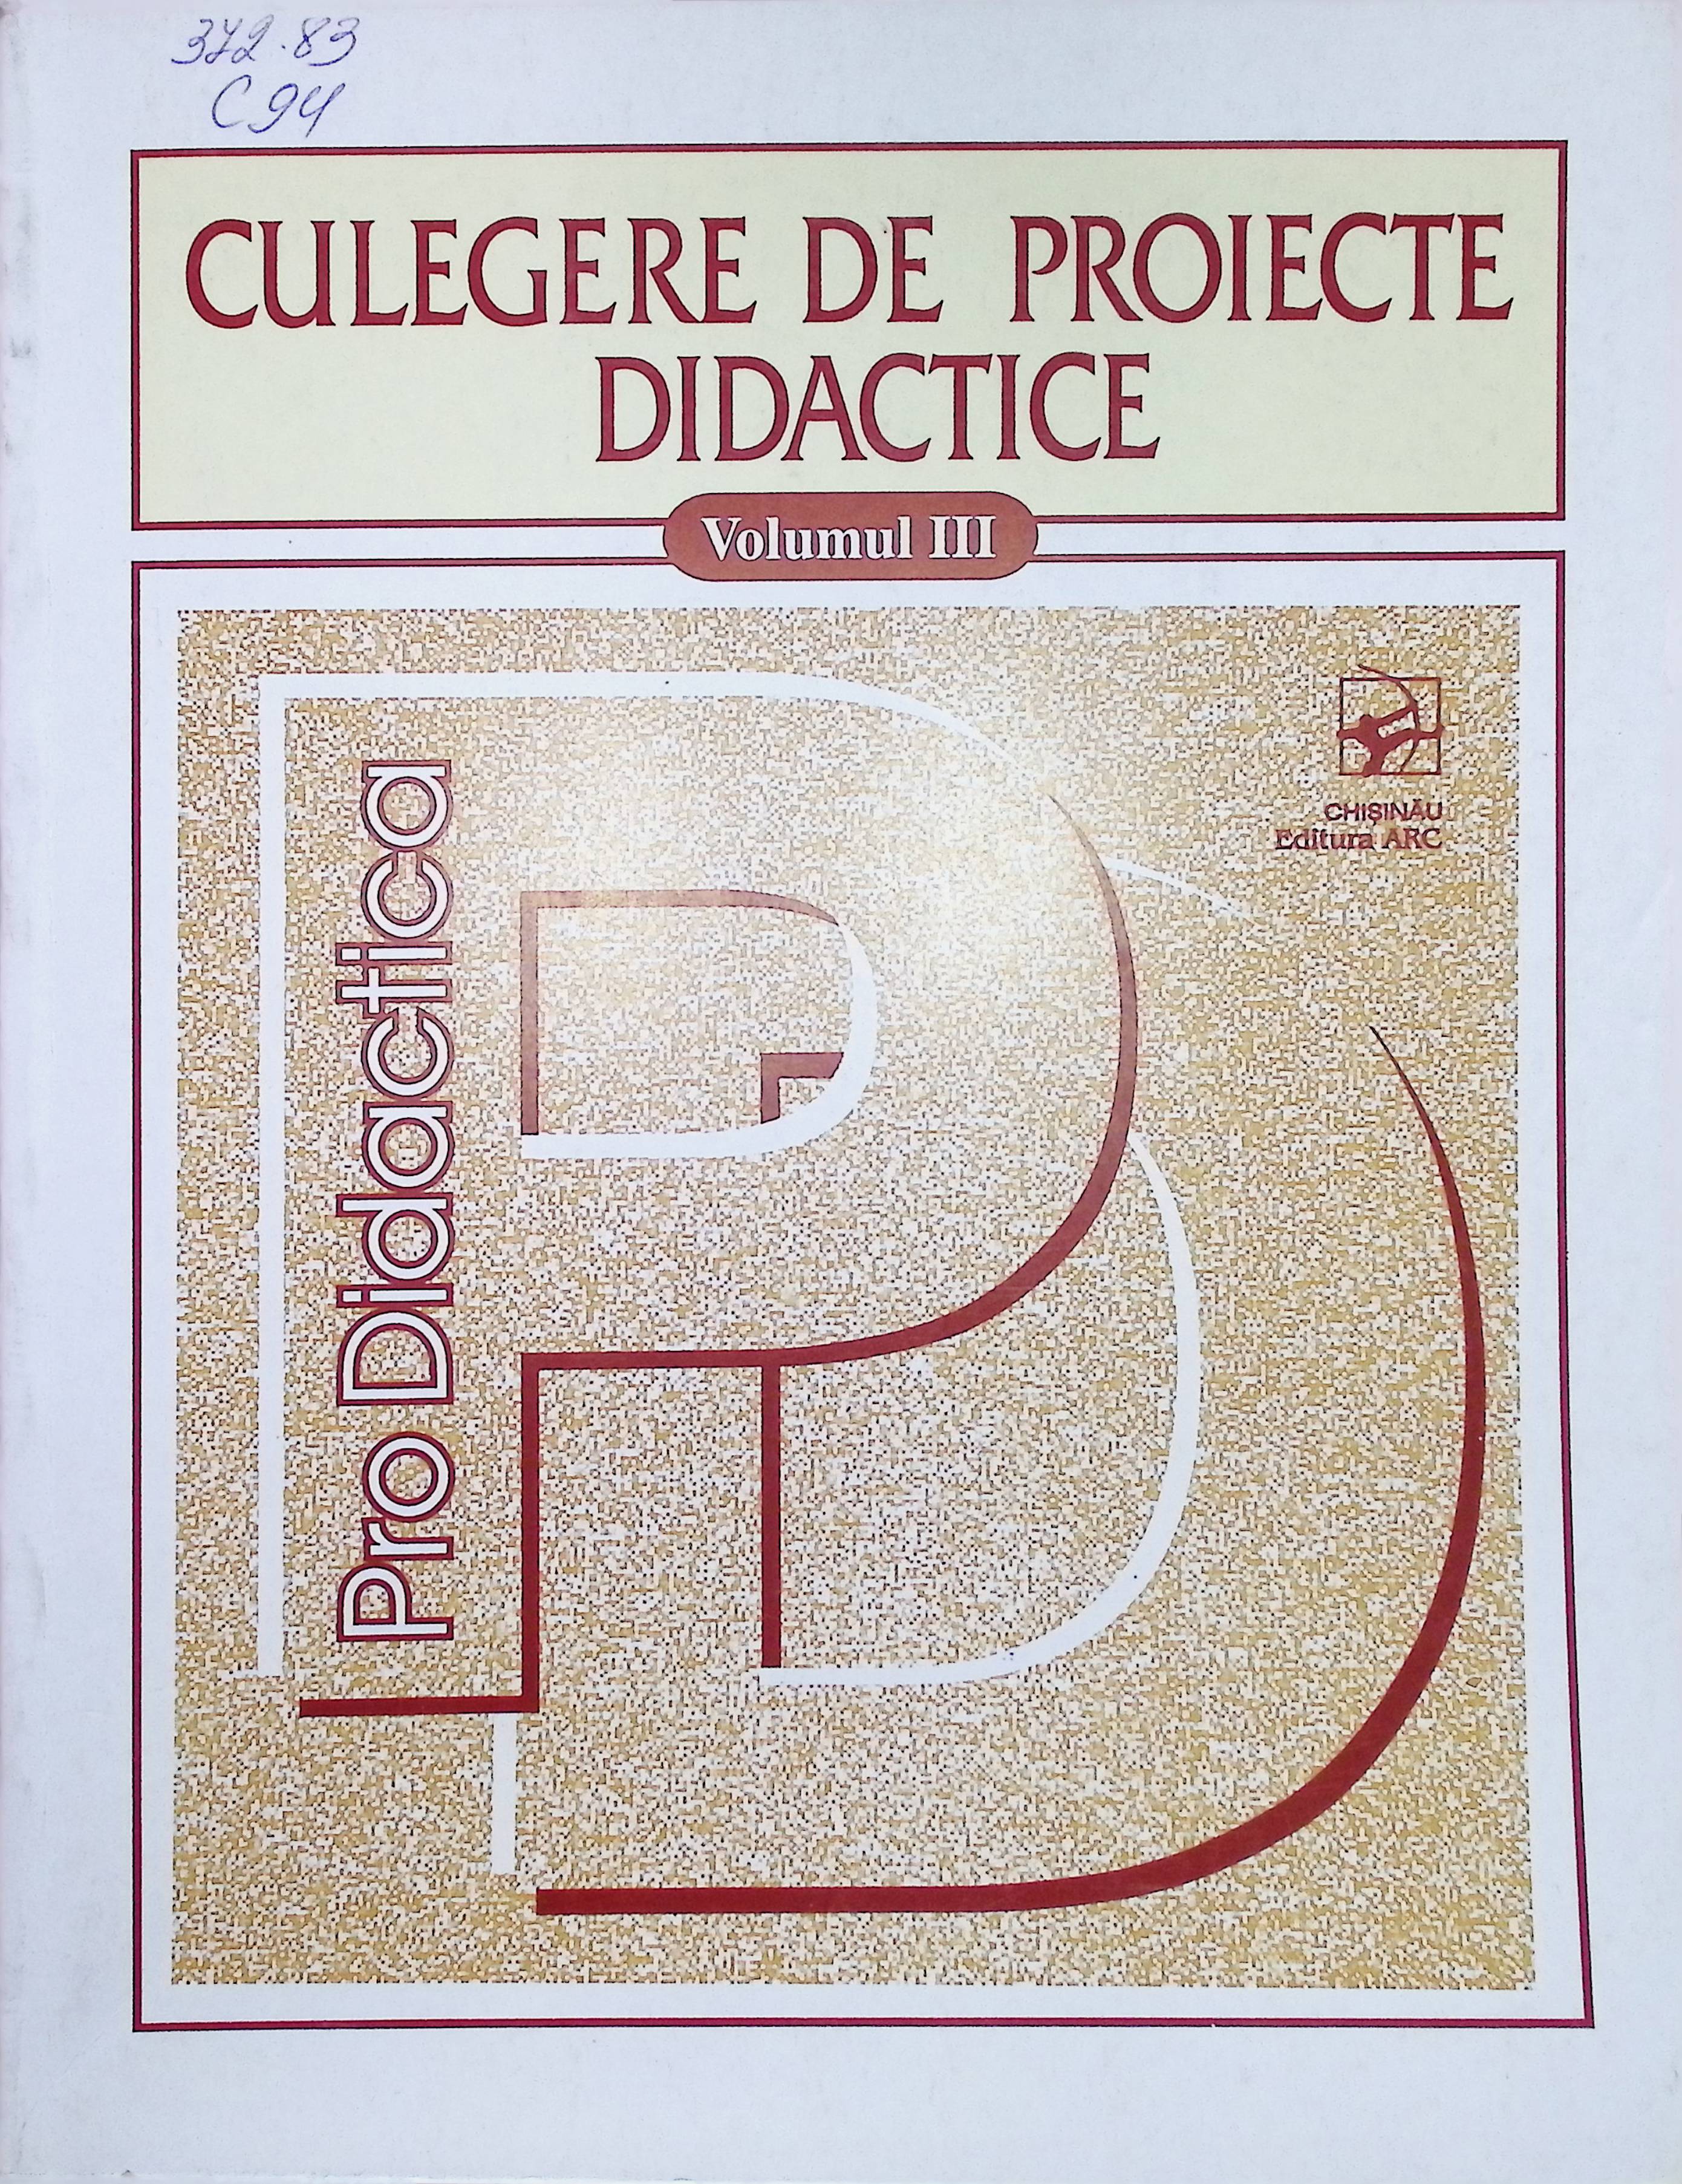 372.83
C94
CULEGERE DE PROIECTE
DIDACTICE
Volumul III
CHIŞINĂU
Editura ARC
Pro Didactica